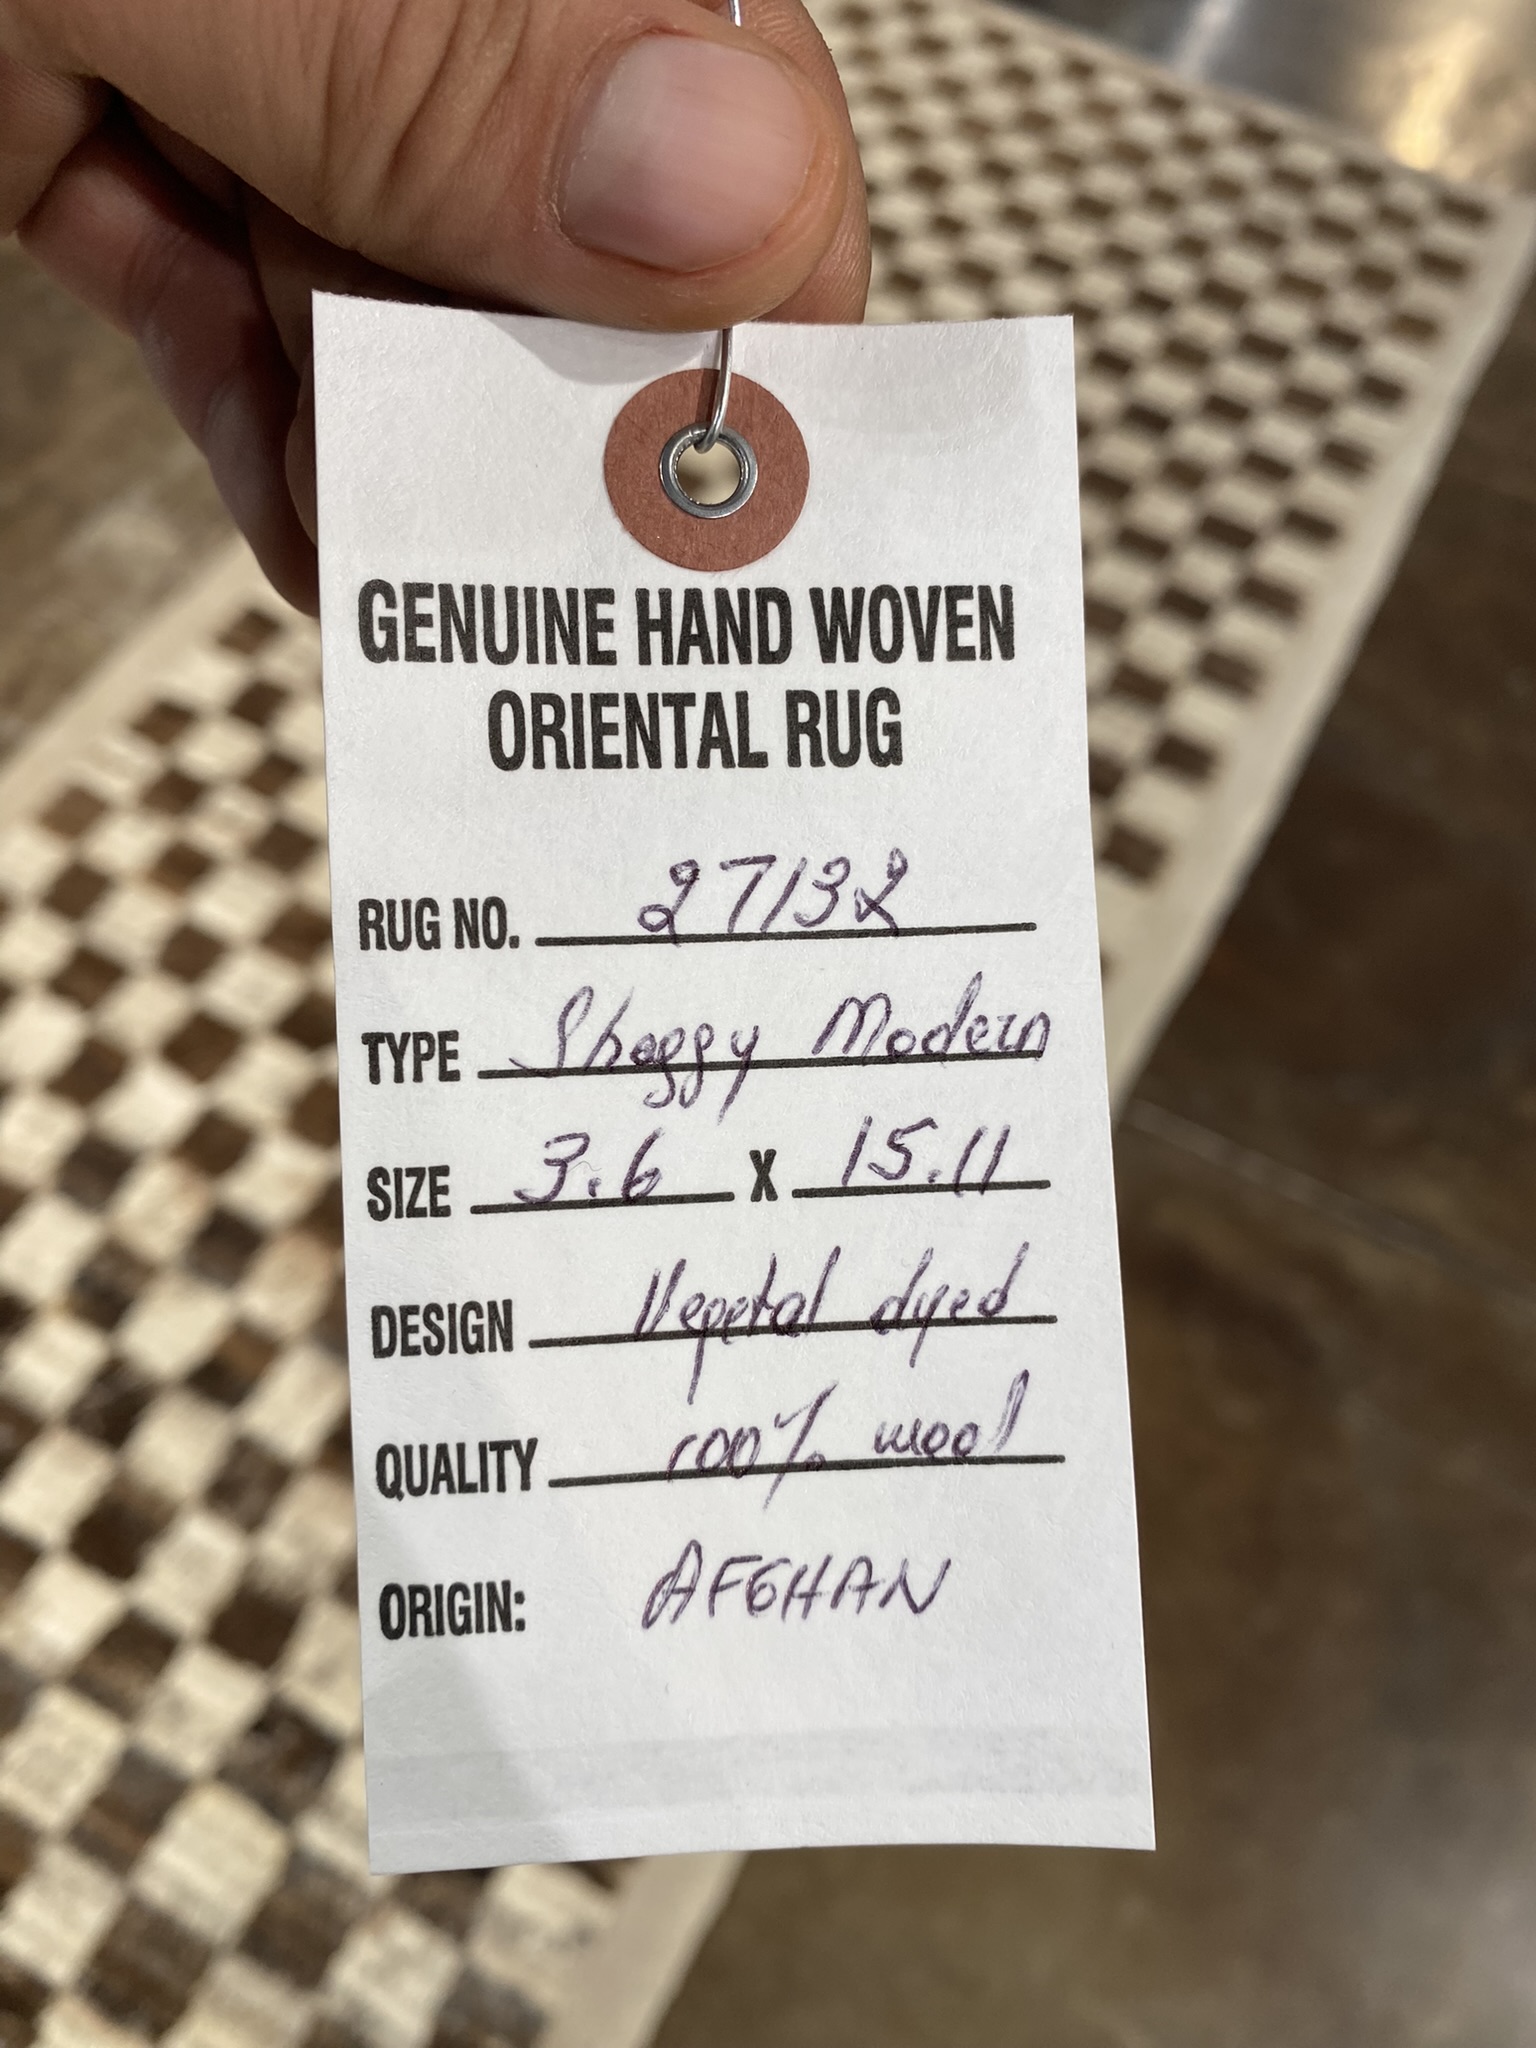 GENUINE HAND WOVEN
ORIENTAL RUG
RUG NO. 27132
TYPE Shaggy Modern
SIZE 3.6 X 15.11
DESIGN Vegetal dyed
QUALITY 100% wool
ORIGIN: AFGHAN